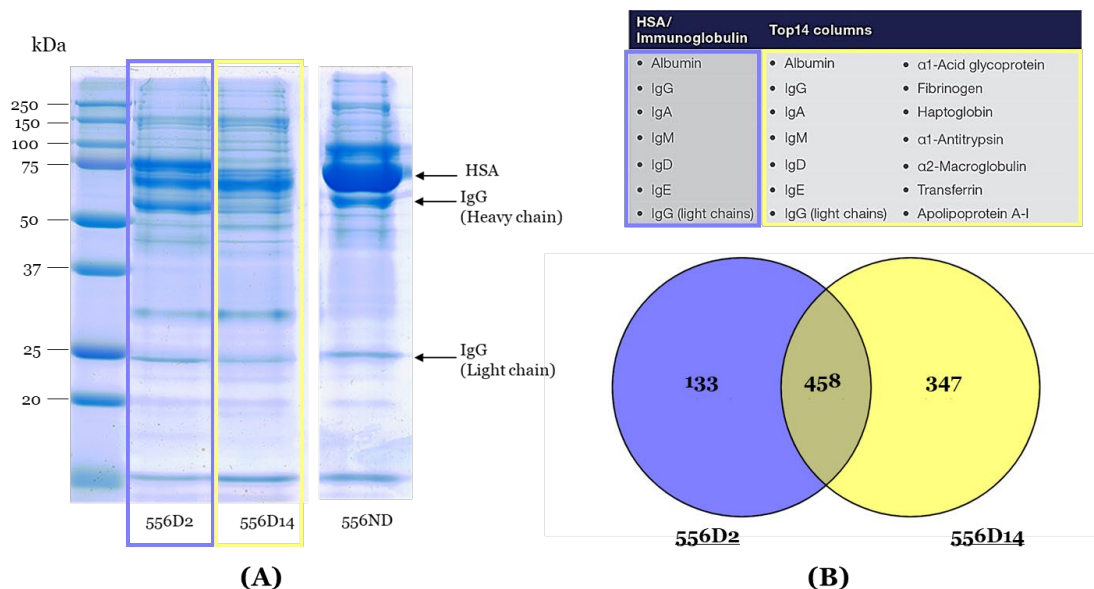 kDa
250
150
100
75
50
37
25
20
HSA
IgG
(Heavy chain)
IgG
(Light chain)
556D2
556D14
556ND
(A)
HSA/
Immunoglobulin
Top14 columns
• Albumin
• IgG
• IgA
• IgM
• IgD
• IgE
• IgG (light chains)
• Albumin
• IgG
• IgA
• IgM
• IgD
• IgE
• IgG (light chains)
• α1-Acid glycoprotein
• Fibrinogen
• Haptoglobin
• α1-Antitrypsin
• α2-Macroglobulin
• Transferrin
• Apolipoprotein A-I
133
458
347
556D2
556D14
(B)